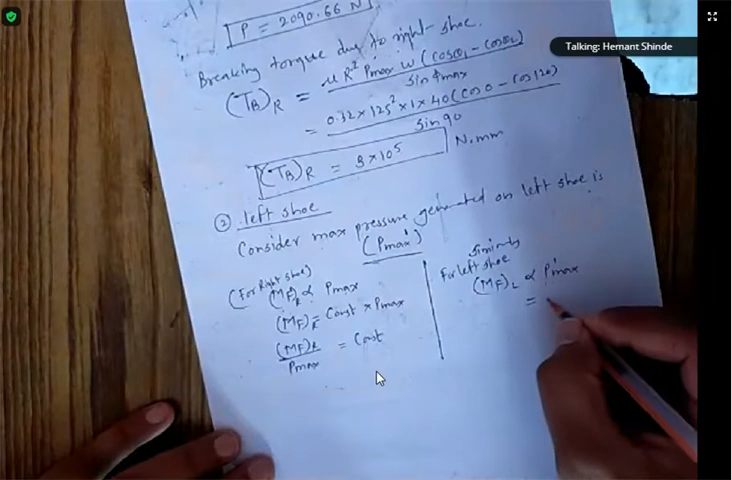 P = 2090.66 N
Talking: Hemant Shinde
Breaking torque due to right-shoe.
(TB)R = μ R² Pmax w (cosθ1 - cosθ2) / sin ϕmax
= 0.32 × 125² × 1 × 40 (cos 0 - cos 120) / sin 90
(TB)R = 3 × 10⁵ N.mm
② left shoe
Consider max pressure generated on left shoe is
(P'max)
(For Right shoe)
(MF)R ∝ Pmax
(MF)R = Const × Pmax
(MF)R / Pmax = Const
Similarly
For left shoe
(MF)L ∝ P'max
=